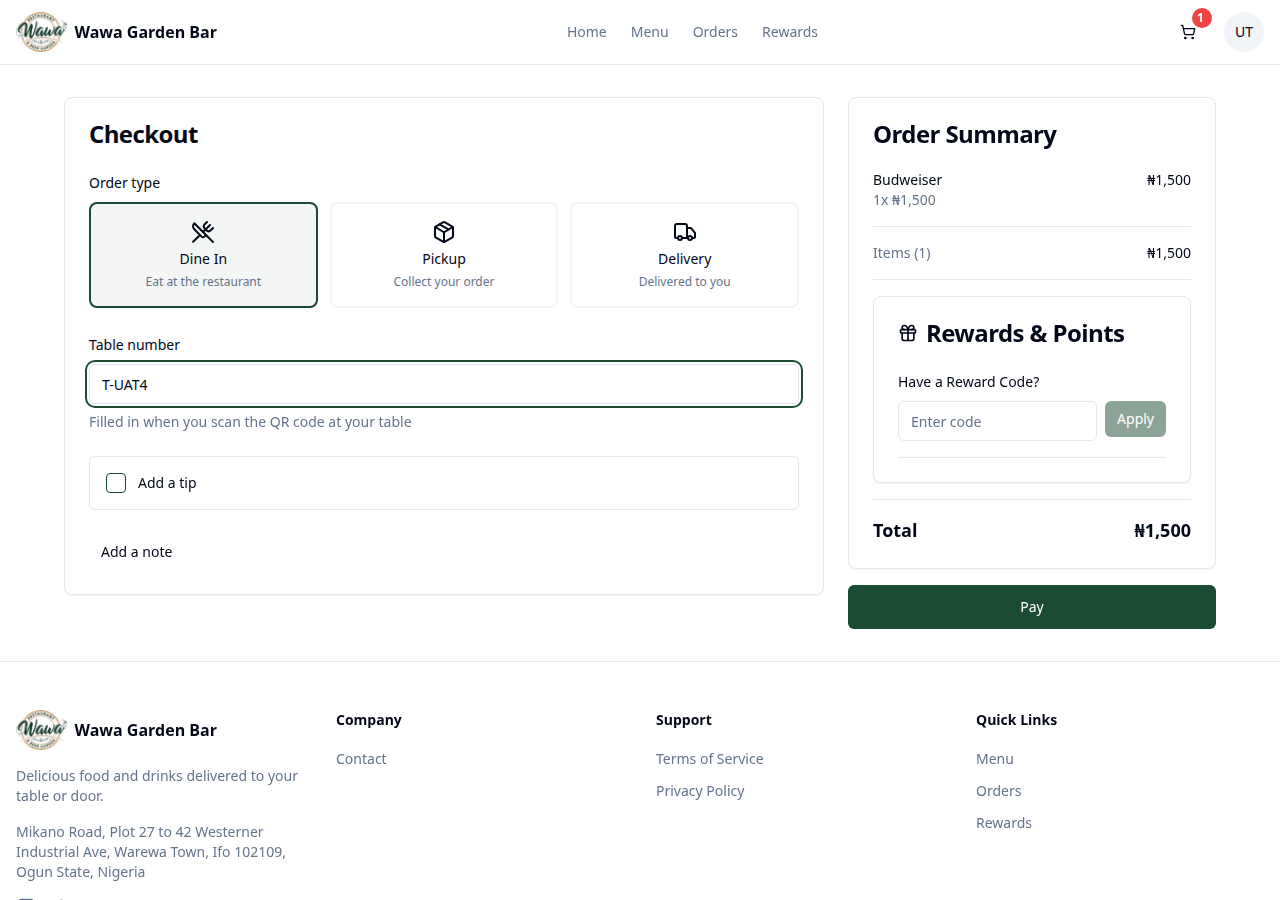 Wawa Garden Bar
Home
Menu
Orders
Rewards
1
UT
Checkout
Order type
Dine In
Eat at the restaurant
Pickup
Collect your order
Delivery
Delivered to you
Table number
T-UAT4
Filled in when you scan the QR code at your table
Add a tip
Add a note
Order Summary
Budweiser ₦1,500
1x ₦1,500
Items (1) ₦1,500
Rewards & Points
Have a Reward Code?
Enter code
Apply
Total ₦1,500
Pay
Wawa
Wawa Garden Bar
Delicious food and drinks delivered to your
table or door.
Mikano Road, Plot 27 to 42 Westerner
Industrial Ave, Warewa Town, Ifo 102109,
Ogun State, Nigeria
Company
Contact
Support
Terms of Service
Privacy Policy
Quick Links
Menu
Orders
Rewards